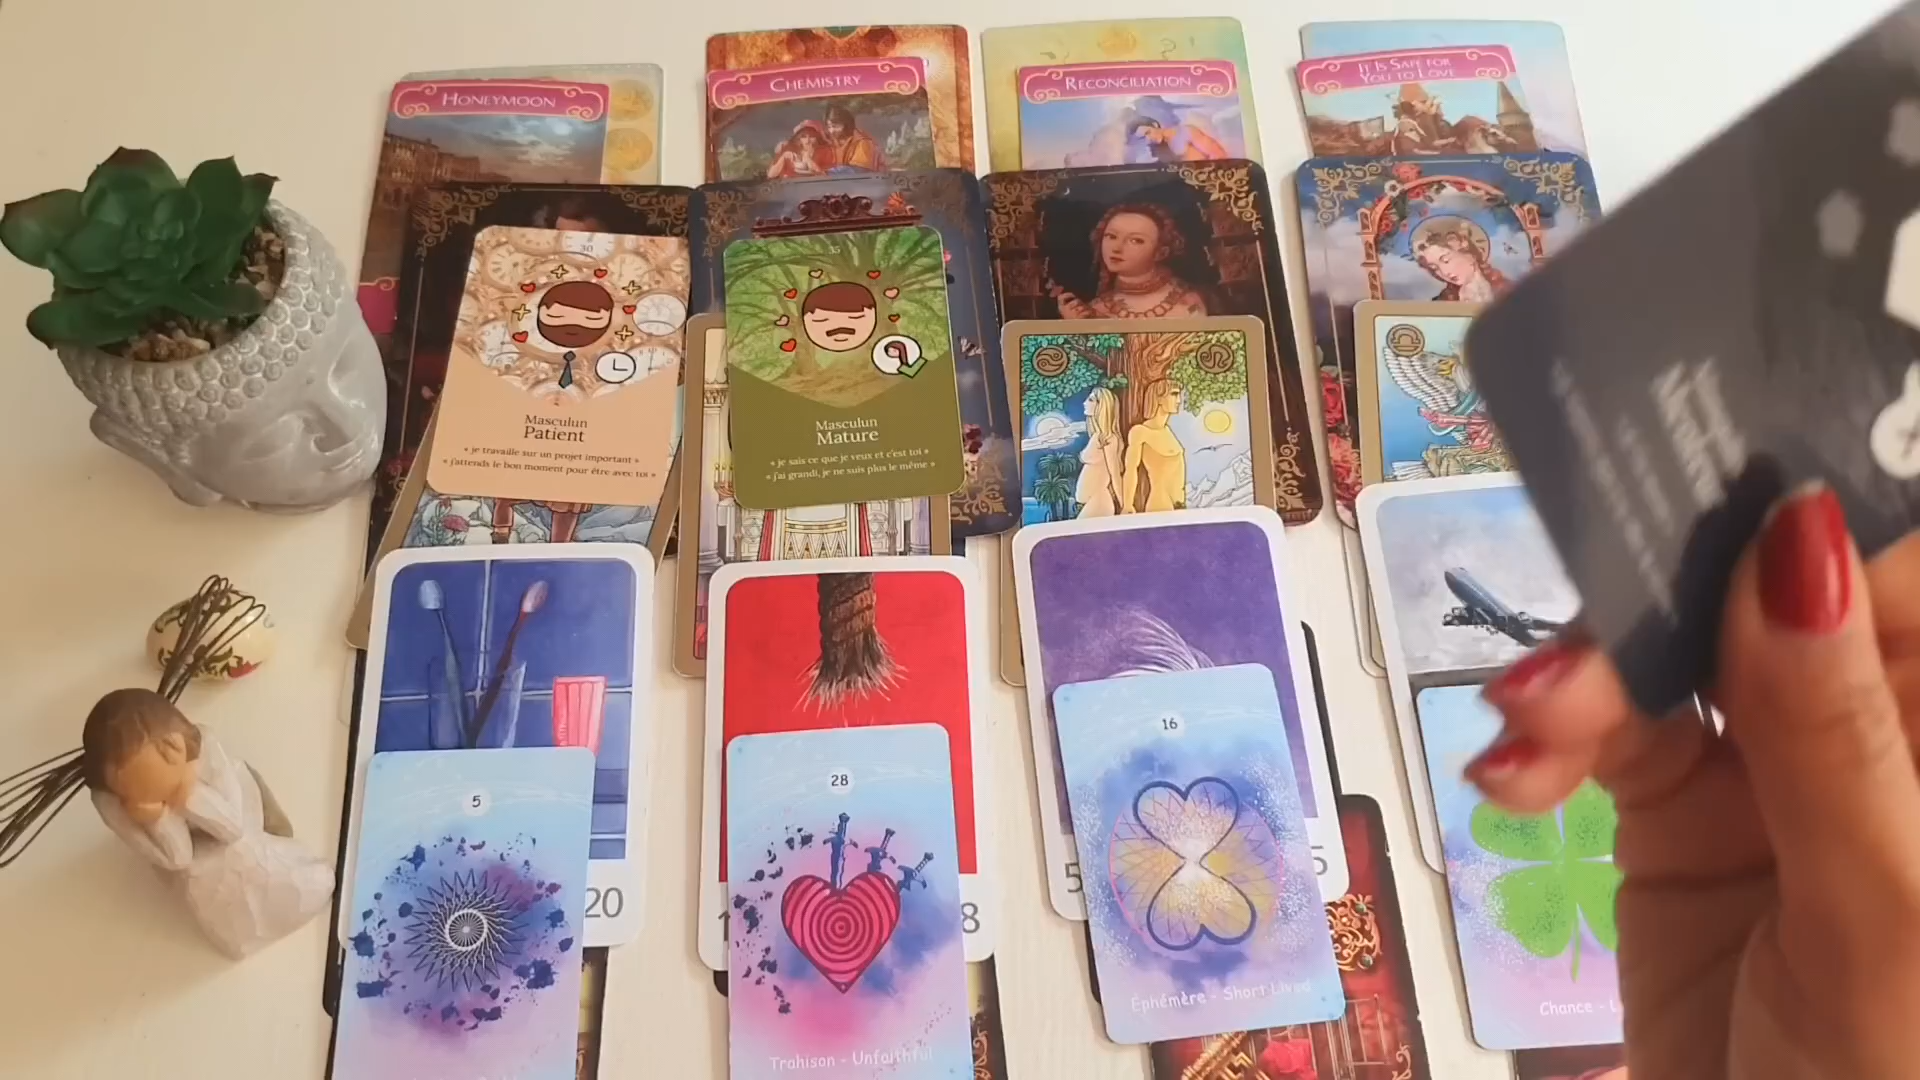 HONEYMOON
CHEMISTRY
RECONCILIATION
IT IS SAFE FOR
YOU TO LOVE
30
Masculun
Patient
« je travaille sur un projet important »
« j'attends le bon moment pour être avec toi »
35
Masculun
Mature
« je sais ce que je veux et c'est toi »
« j'ai grandi, je ne suis plus le même »
20
8
5
5
5
28
Trahison - Unfaithful
16
Éphémère - Short Lived
Chance - L